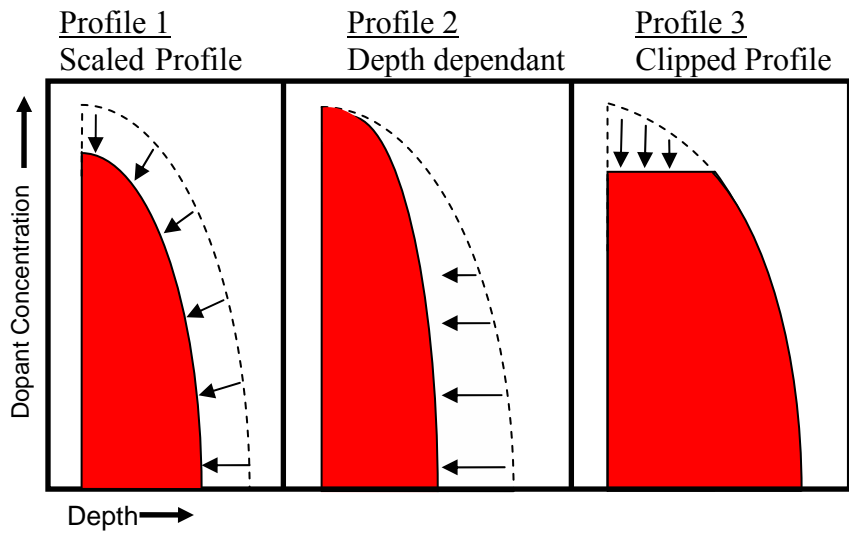 Profile 1
Scaled Profile
Profile 2
Depth dependant
Profile 3
Clipped Profile
Dopant Concentration
Depth